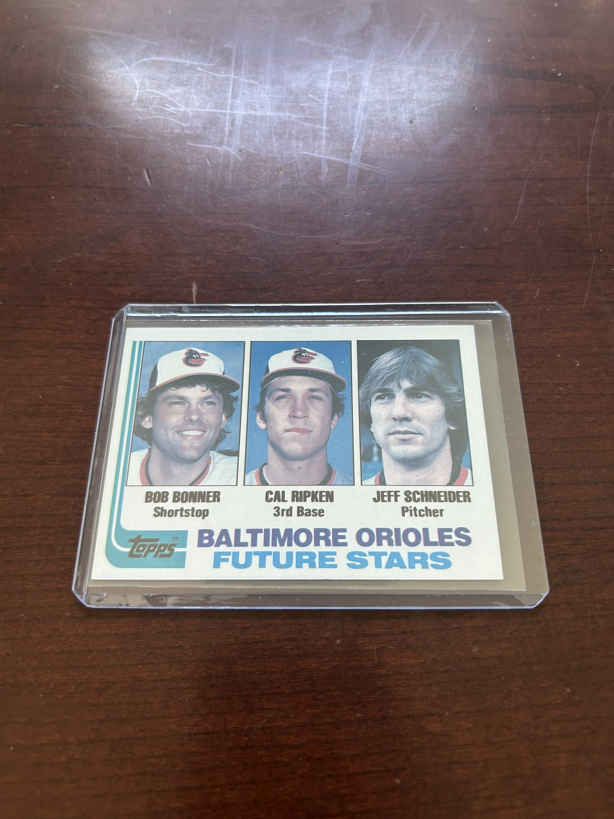 BOB BONNER
Shortstop
CAL RIPKEN
3rd Base
JEFF SCHNEIDER
Pitcher
Topps
BALTIMORE ORIOLES
FUTURE STARS